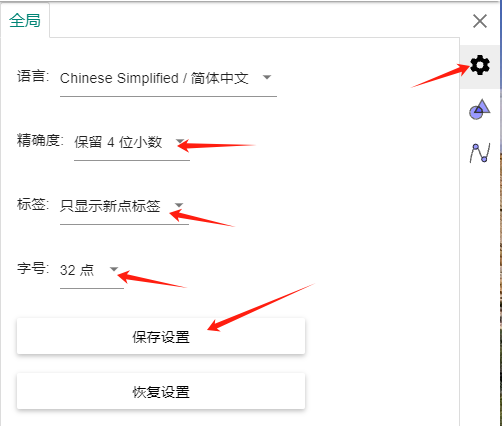 全局
语言: Chinese Simplified / 简体中文
精确度: 保留 4 位小数
标签: 只显示新点标签
字号: 32 点
保存设置
恢复设置